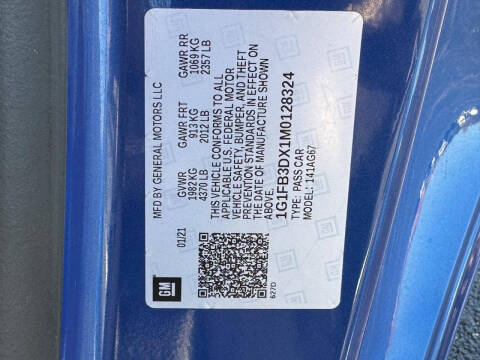 MFD BY GENERAL MOTORS LLC
01/21
GVWR GAWR FRT GAWR RR
1982 KG 913 KG 1069 KG
4370 LB 2012 LB 2357 LB
THIS VEHICLE CONFORMS TO ALL
APPLICABLE U.S. FEDERAL MOTOR
VEHICLE SAFETY, BUMPER, AND THEFT
PREVENTION STANDARDS IN EFFECT ON
THE DATE OF MANUFACTURE SHOWN
ABOVE.
1G1FB3DX1M0128324
TYPE: PASS CAR
MODEL: 141AG67
GM
627D